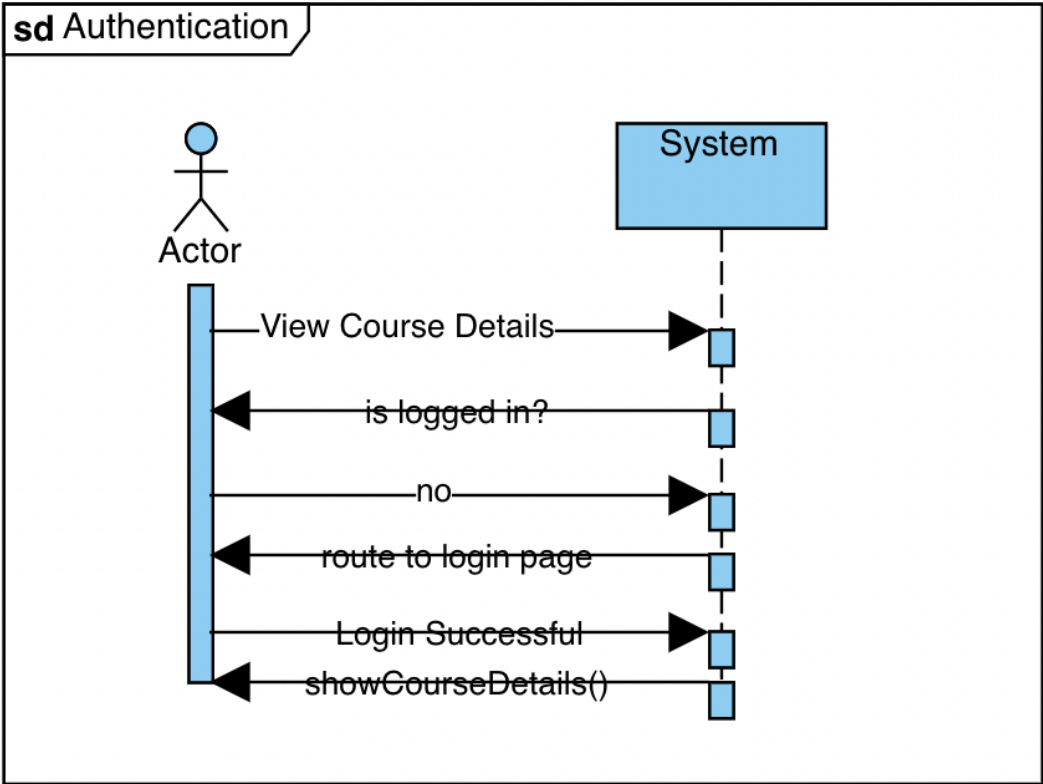 sd Authentication
System
Actor
View Course Details
is logged in?
no
route to login page
Login Successful
showCourseDetails()